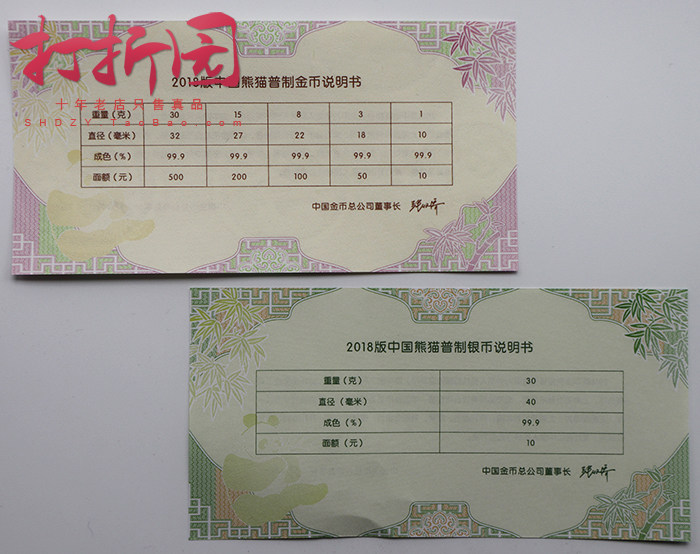 打折园
十年老店只售真品
SHDZY.TaoBao.com
2018版中国熊猫普制金币说明书
重量（克） 30 15 8 3 1
直径（毫米） 32 27 22 18 10
成色（%） 99.9 99.9 99.9 99.9 99.9
面额（元） 500 200 100 50 10
中国金币总公司董事长
2018版中国熊猫普制银币说明书
重量（克） 30
直径（毫米） 40
成色（%） 99.9
面额（元） 10
中国金币总公司董事长